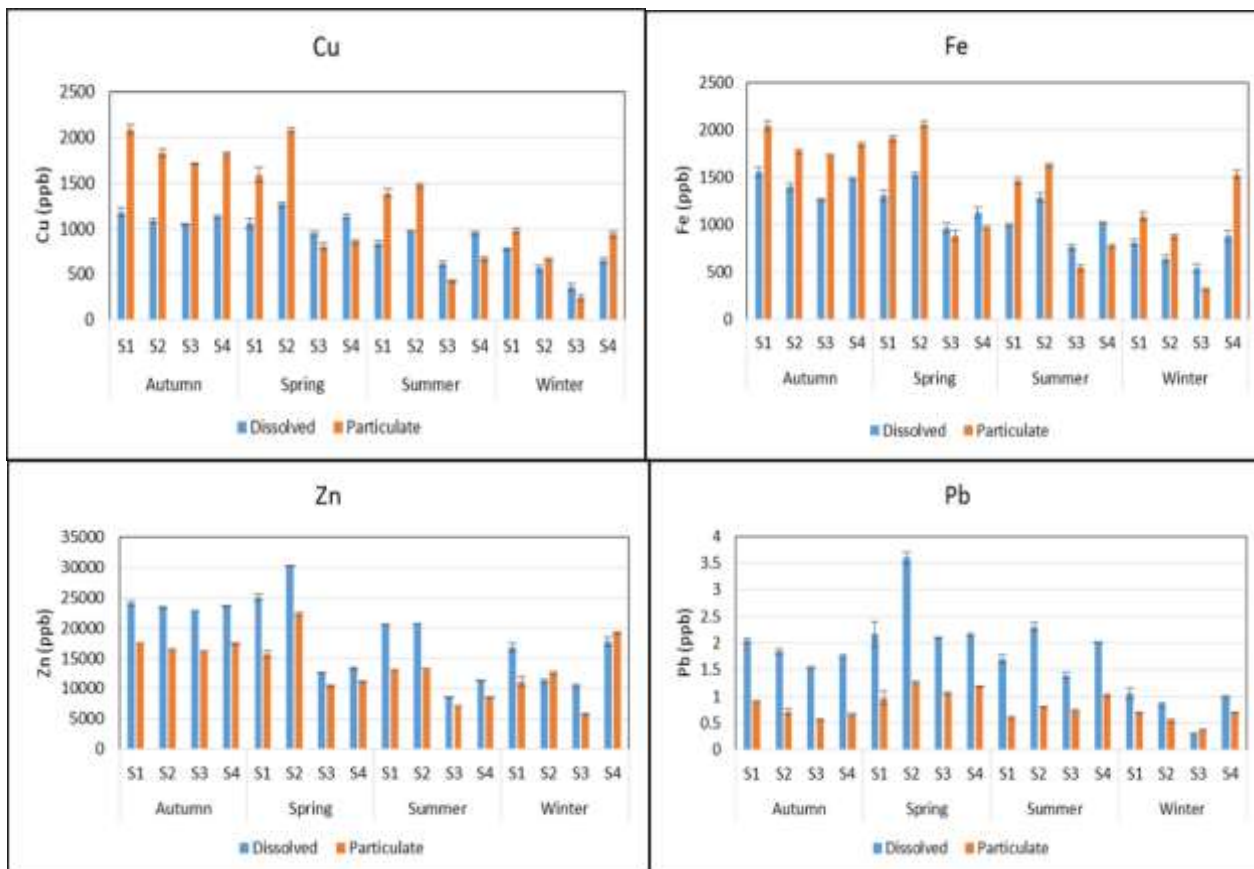 Cu
2500
2000
1500
1000
500
0
Cu (ppb)
S1 S2 S3 S4 S1 S2 S3 S4 S1 S2 S3 S4 S1 S2 S3 S4
Autumn Spring Summer Winter
Dissolved Particulate
Fe
2500
2000
1500
1000
500
0
Fe (ppb)
S1 S2 S3 S4 S1 S2 S3 S4 S1 S2 S3 S4 S1 S2 S3 S4
Autumn Spring Summer Winter
Dissolved Particulate
Zn
35000
30000
25000
20000
15000
10000
5000
0
Zn (ppb)
S1 S2 S3 S4 S1 S2 S3 S4 S1 S2 S3 S4 S1 S2 S3 S4
Autumn Spring Summer Winter
Dissolved Particulate
Pb
4
3.5
3
2.5
2
1.5
1
0.5
0
Pb (ppb)
S1 S2 S3 S4 S1 S2 S3 S4 S1 S2 S3 S4 S1 S2 S3 S4
Autumn Spring Summer Winter
Dissolved Particulate